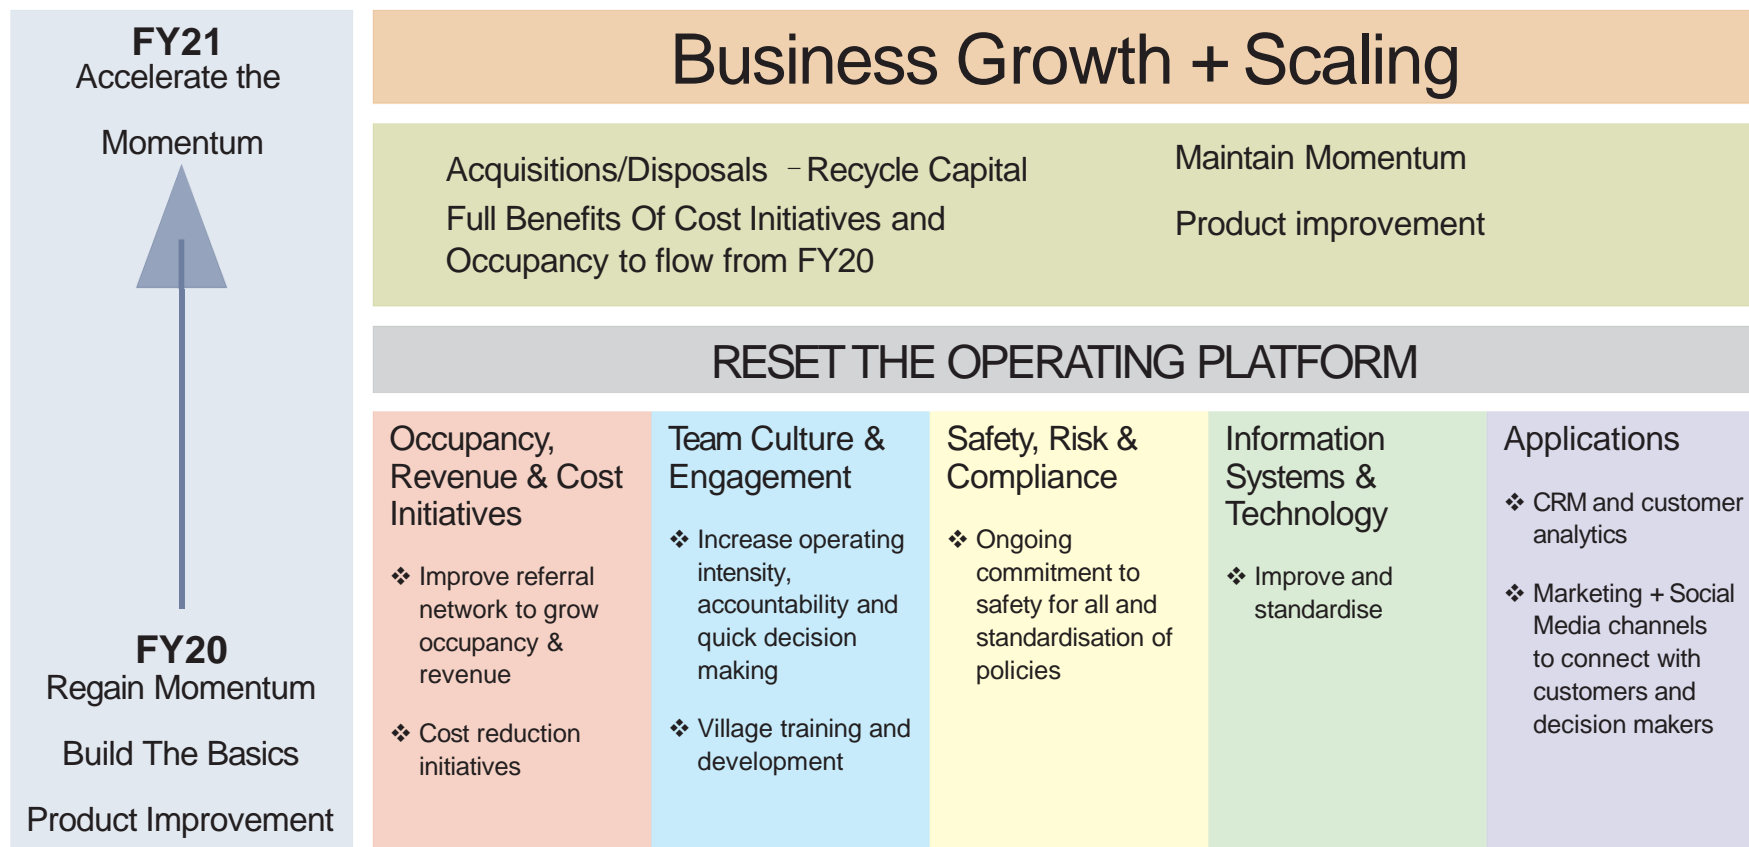 FY21
Accelerate the
Momentum
FY20
Regain Momentum
Build The Basics
Product Improvement
Business Growth + Scaling
Acquisitions/Disposals – Recycle Capital
Full Benefits Of Cost Initiatives and
Occupancy to flow from FY20
Maintain Momentum
Product improvement
RESET THE OPERATING PLATFORM
Occupancy,
Revenue & Cost
Initiatives
❖ Improve referral
network to grow
occupancy &
revenue
❖ Cost reduction
initiatives
Team Culture &
Engagement
❖ Increase operating
intensity,
accountability and
quick decision
making
❖ Village training and
development
Safety, Risk &
Compliance
❖ Ongoing
commitment to
safety for all and
standardisation of
policies
Information
Systems &
Technology
❖ Improve and
standardise
Applications
❖ CRM and customer
analytics
❖ Marketing + Social
Media channels
to connect with
customers and
decision makers